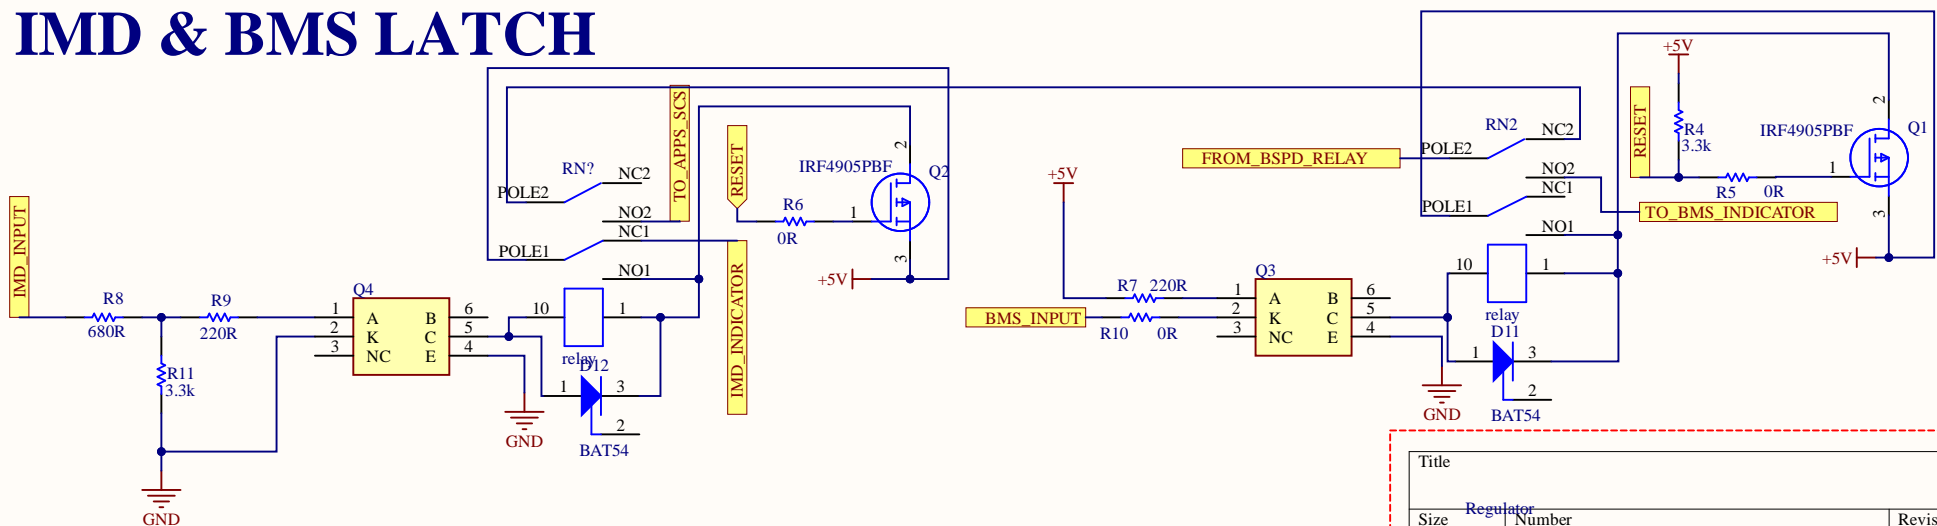 IMD & BMS LATCH
IMD_INPUT
R8
680R
R9
220R
R11
3.3k
GND
Q4
1
2
3
A
K
NC
B
C
E
6
5
4
GND
RN?
POLE2
NC2
NO2
NC1
POLE1
NO1
10
1
relay
D12
1
3
2
BAT54
TO_APPS_SCS
RESET
IMD_INDICATOR
R6
0R
IRF4905PBF
Q2
1
2
3
+5V
+5V
BMS_INPUT
R7 220R
R10 0R
Q3
1
2
3
A
K
NC
B
C
E
6
5
4
GND
FROM_BSPD_RELAY
RN2
POLE2
NC2
NO2
NC1
POLE1
NO1
TO_BMS_INDICATOR
10
1
relay
D11
1
3
2
BAT54
RESET
+5V
R4
3.3k
R5 0R
IRF4905PBF
Q1
1
2
3
+5V
Title
Regulator
Size
Number
Revis